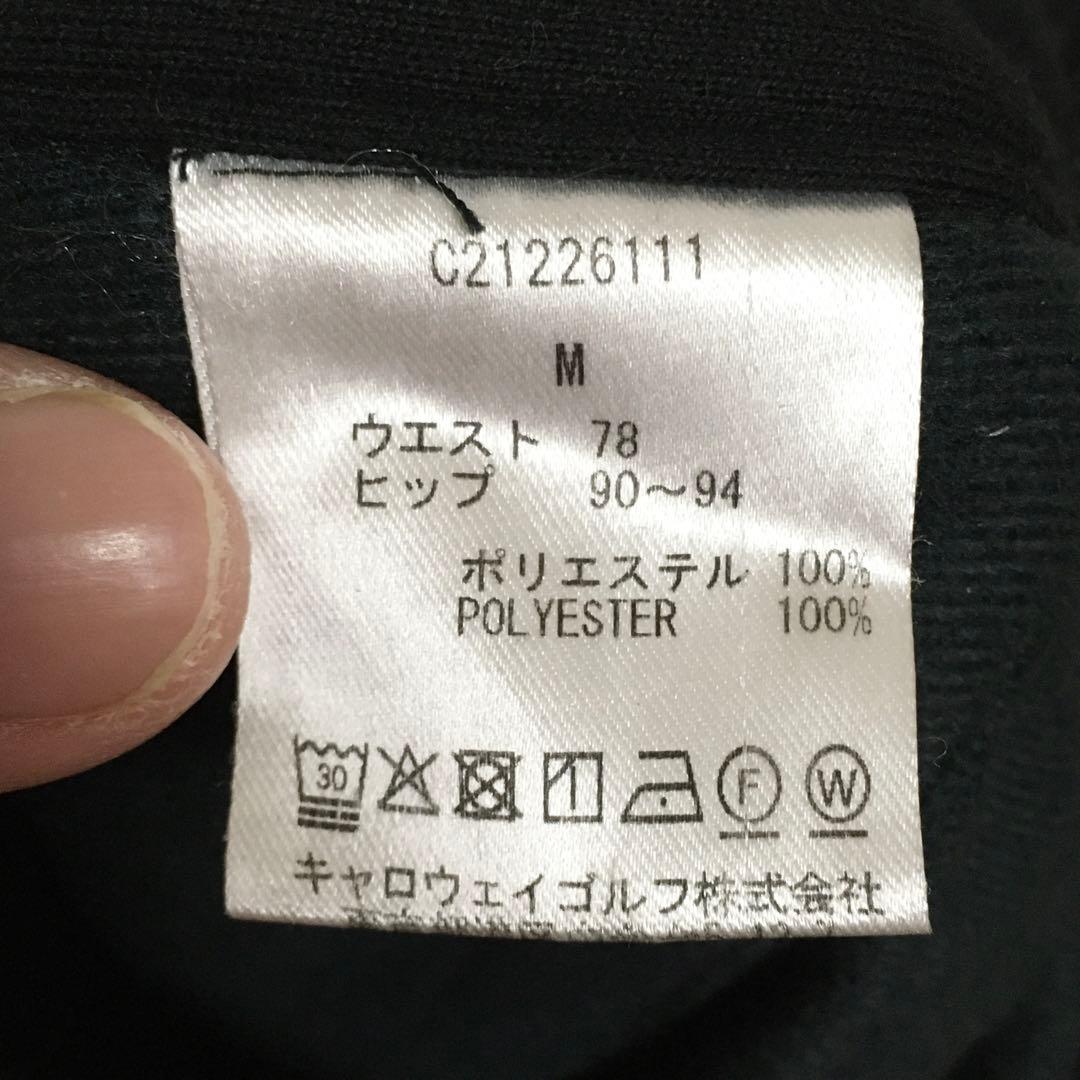 C21226111
M
ウエスト 78
ヒップ 90～94
ポリエステル 100%
POLYESTER 100%
30 F W
キャロウェイゴルフ株式会社